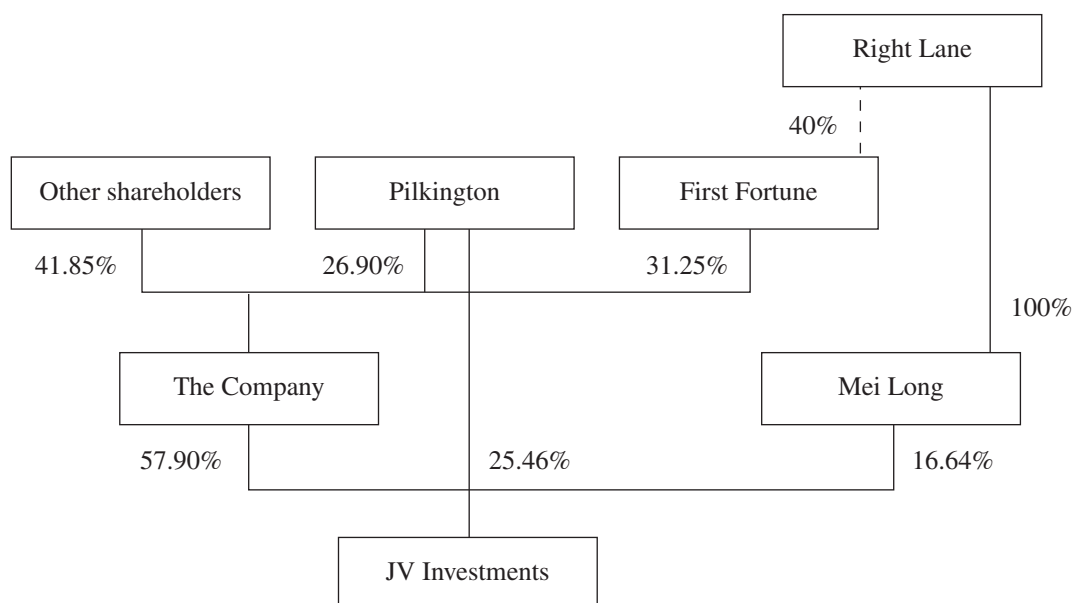 Right Lane
40%
Other shareholders
Pilkington
First Fortune
41.85%
26.90%
31.25%
100%
The Company
Mei Long
57.90%
25.46%
16.64%
JV Investments